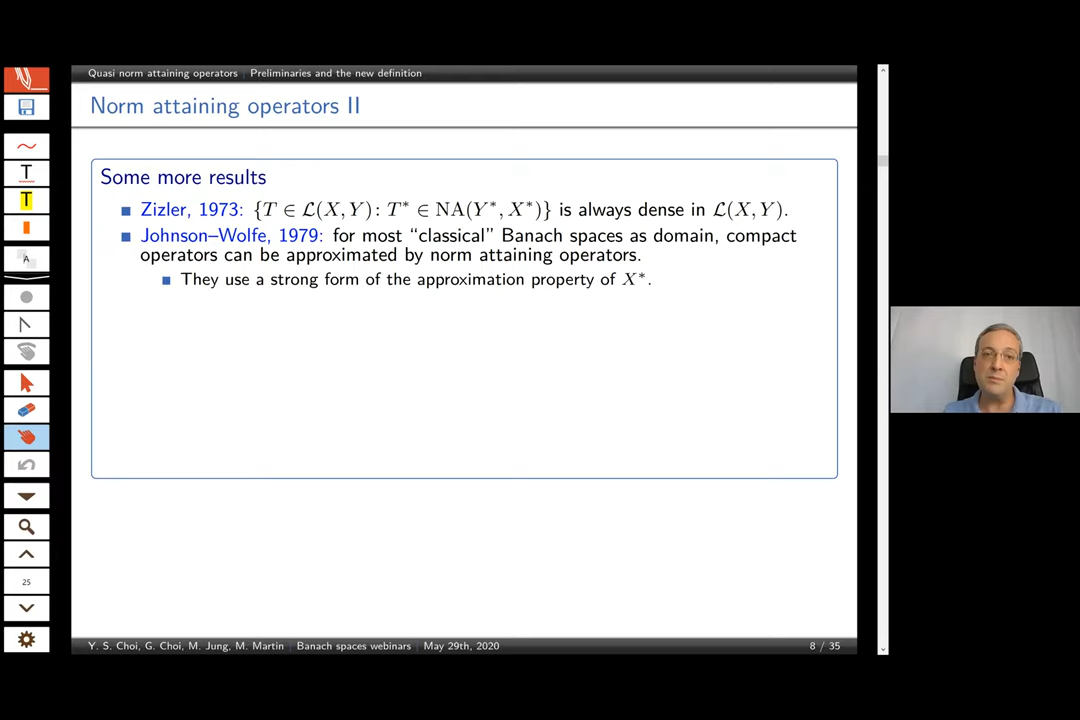 Quasi norm attaining operators | Preliminaries and the new definition
Norm attaining operators II
Some more results
Zizler, 1973: {T ∈ ℒ(X, Y): T* ∈ NA(Y*, X*)} is always dense in ℒ(X, Y).
Johnson–Wolfe, 1979: for most “classical” Banach spaces as domain, compact
operators can be approximated by norm attaining operators.
They use a strong form of the approximation property of X*.
T
T
A
25
Y. S. Choi, G. Choi, M. Jung, M. Martin | Banach spaces webinars | May 29th, 2020 8 / 35